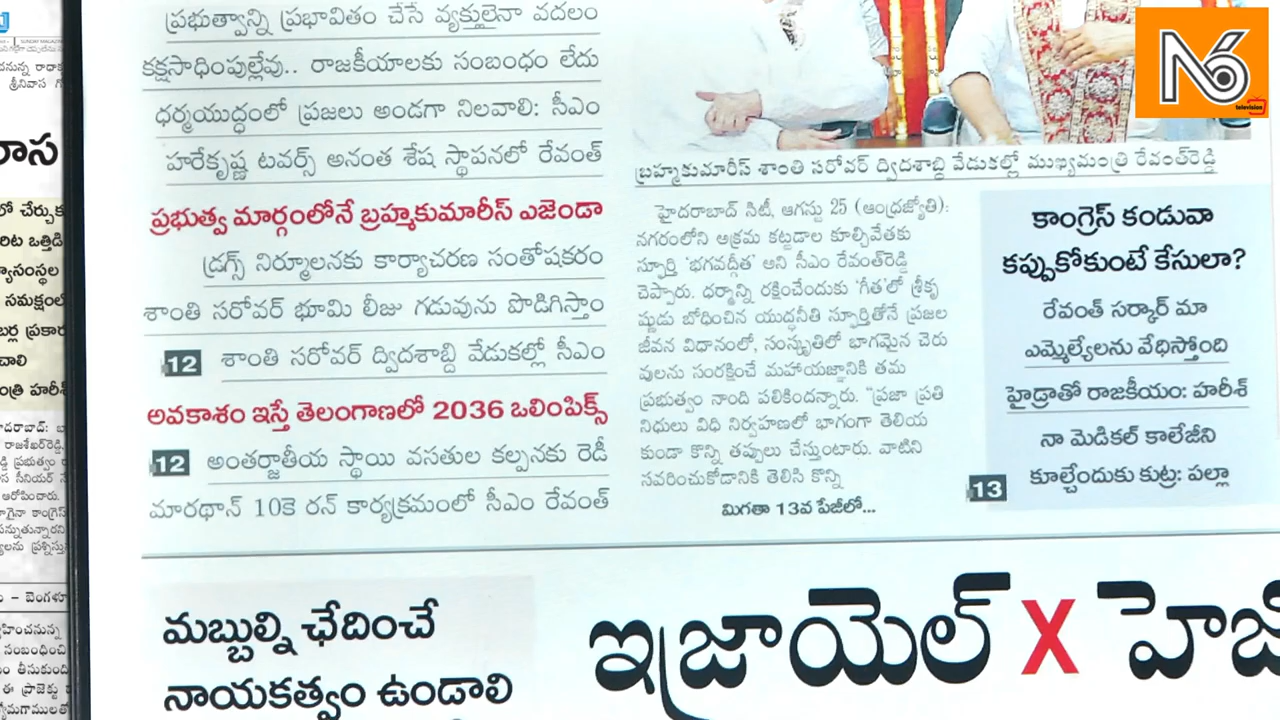 ప్రభుత్వాన్ని ప్రభావితం చేసే వ్యక్తులైనా వదలం
కక్షసాధింపుల్లేవు.. రాజకీయాలకు సంబంధం లేదు
ధర్మయుద్ధంలో ప్రజలు అండగా నిలవాలి: సీఎం
హరేకృష్ణ టవర్స్ అనంత శేష స్థాపనలో రేవంత్
ప్రభుత్వ మార్గంలోనే బ్రహ్మకుమారీస్ ఎజెండా
డ్రగ్స్ నిర్మూలనకు కార్యాచరణ సంతోషకరం
శాంతి సరోవర్ భూమి లీజు గడువును పొడిగిస్తాం
12 శాంతి సరోవర్ ద్విదశాబ్ది వేడుకల్లో సీఎం
అవకాశం ఇస్తే తెలంగాణలో 2036 ఒలింపిక్స్
12 అంతర్జాతీయ స్థాయి వసతుల కల్పనకు రెడీ
మారథాన్ 10కె రన్ కార్యక్రమంలో సీఎం రేవంత్
బ్రహ్మకుమారీస్ శాంతి సరోవర్ ద్విదశాబ్ది వేడుకల్లో ముఖ్యమంత్రి రేవంత్‌రెడ్డి
హైదరాబాద్ సిటీ, ఆగస్టు 25 (ఆంధ్రజ్యోతి):
నగరంలోని అక్రమ కట్టడాల కూల్చివేతకు
స్ఫూర్తి 'భగవద్గీత' అని సీఎం రేవంత్‌రెడ్డి
చెప్పారు. ధర్మాన్ని రక్షించేందుకు 'గీత'లో శ్రీకృ
ష్ణుడు బోధించిన యుద్ధనీతి స్ఫూర్తితోనే ప్రజల
జీవన విధానంలో, సంస్కృతిలో భాగమైన చెరు
వులను సంరక్షించే మహాయజ్ఞానికి తమ
ప్రభుత్వం నాంది పలికిందన్నారు. "ప్రజా ప్రతి
నిధులు విధి నిర్వహణలో భాగంగా తెలియ
కుండా కొన్ని తప్పులు చేస్తుంటారు. వాటిని
సవరించుకోడానికి తెలిసి కొన్ని
మిగతా 13వ పేజీలో...
కాంగ్రెస్ కండువా
కప్పుకోకుంటే కేసులా?
రేవంత్ సర్కార్ మా
ఎమ్మెల్యేలను వేధిస్తోంది
హైడ్రాతో రాజకీయం: హరీశ్
నా మెడికల్ కాలేజీని
13 కూల్చేందుకు కుట్ర: పల్లా
మబ్బుల్ని ఛేదించే
నాయకత్వం ఉండాలి
ఇజ్రాయెల్ X
N6
television